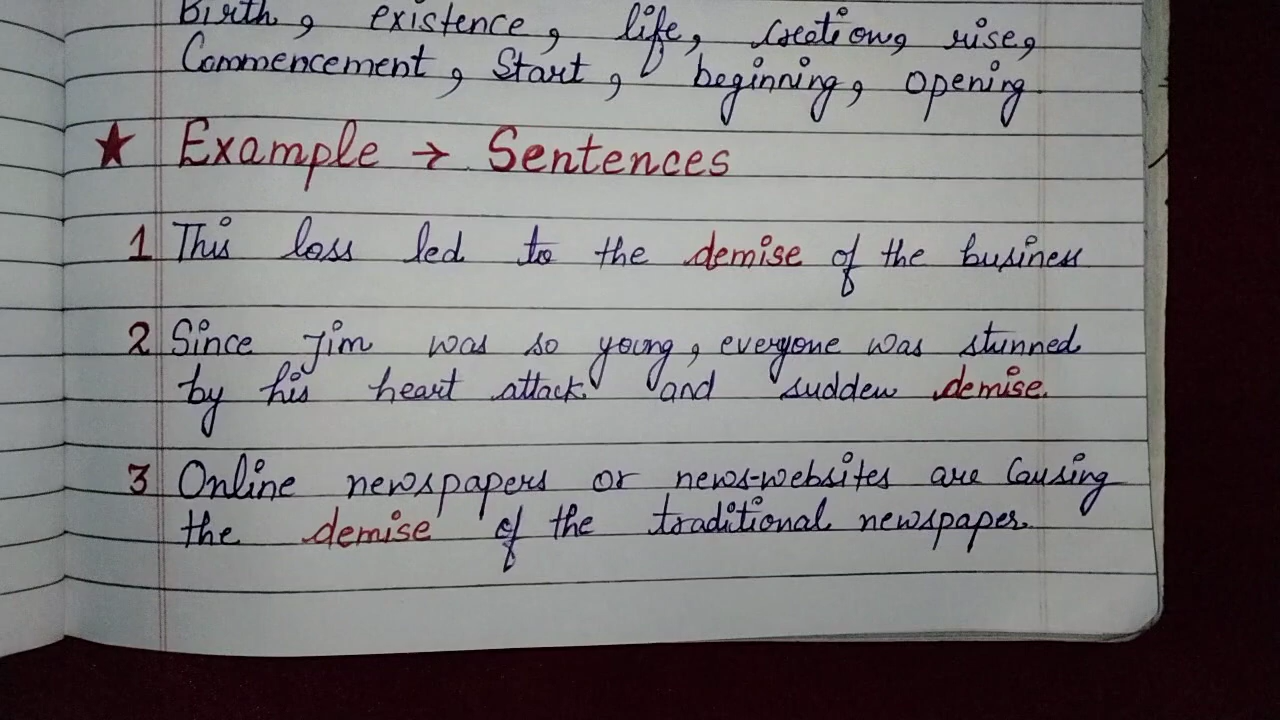 Birth, existence, life, creation, rise,
Commencement, Start, beginning, opening
★ Example → Sentences
1 This loss led to the demise of the business
2 Since Jim was so young, everyone was stunned
by his heart attack. and sudden demise.
3 Online newspapers or news-websites are Causing
the demise of the traditional newspaper.